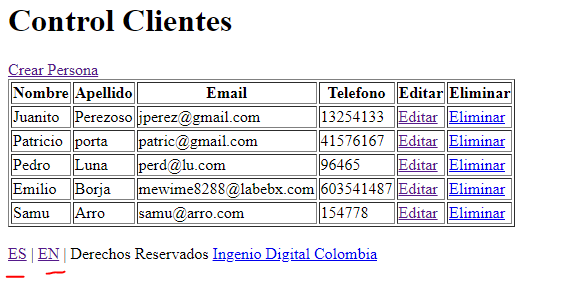 Control Clientes
Crear Persona
Nombre Apellido Email Telefono Editar Eliminar
Juanito Perezoso jperez@gmail.com 13254133 Editar Eliminar
Patricio porta patric@gmail.com 41576167 Editar Eliminar
Pedro Luna perd@lu.com 96465 Editar Eliminar
Emilio Borja mewime8288@labebx.com 603541487 Editar Eliminar
Samu Arro samu@arro.com 154778 Editar Eliminar
ES | EN | Derechos Reservados Ingenio Digital Colombia